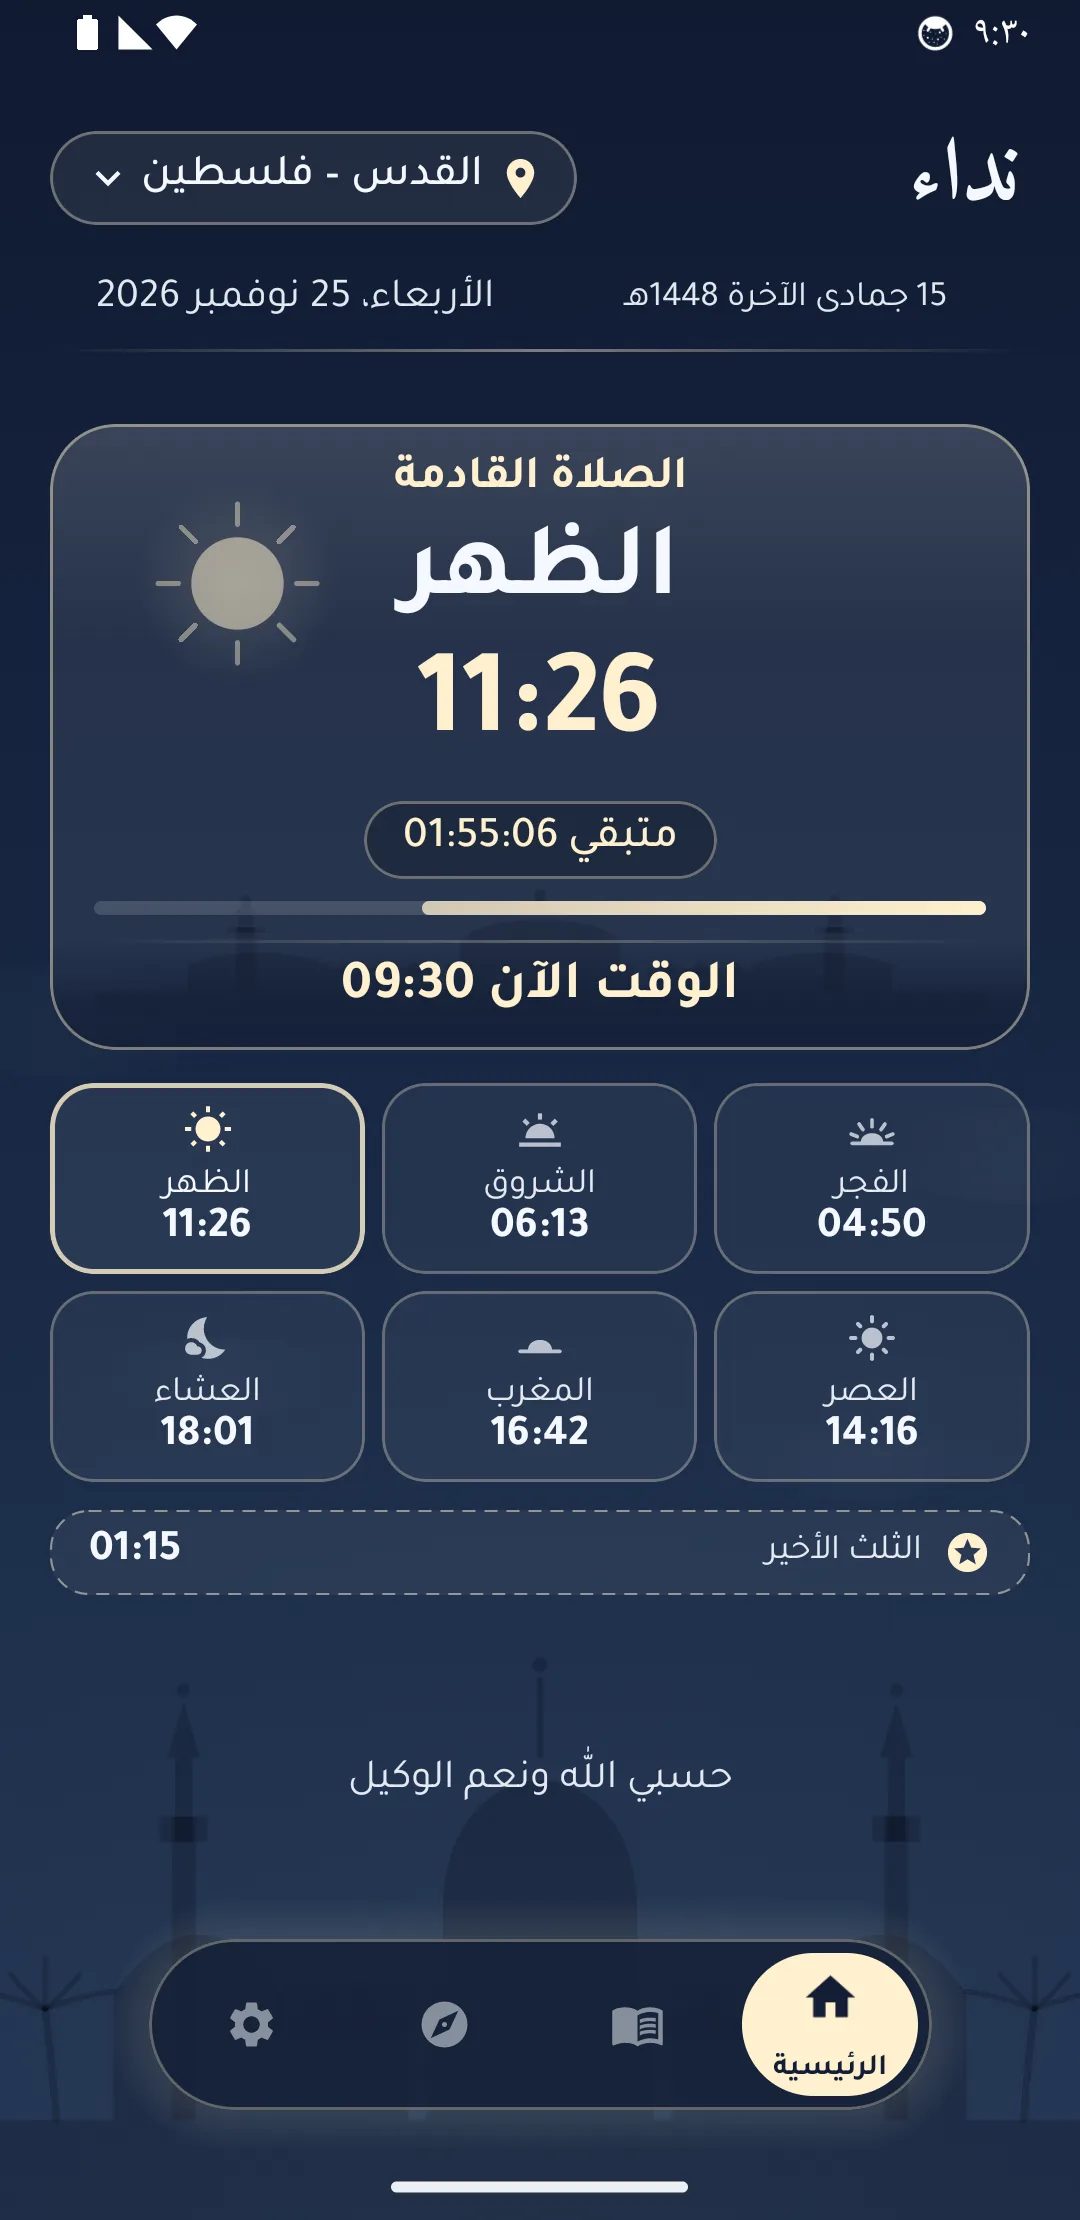 ٩:٣٠
نداء
القدس - فلسطين
15 جمادى الآخرة 1448هـ
الأربعاء، 25 نوفمبر 2026
الصلاة القادمة
الظهر
11:26
متبقي 01:55:06
الوقت الآن 09:30
الفجر
04:50
الشروق
06:13
الظهر
11:26
العصر
14:16
المغرب
16:42
العشاء
18:01
الثلث الأخير
01:15
حسبي الله ونعم الوكيل
الرئيسية